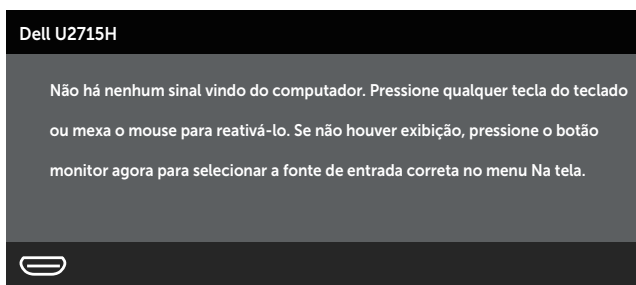 Dell U2715H
Não há nenhum sinal vindo do computador. Pressione qualquer tecla do teclado
ou mexa o mouse para reativá-lo. Se não houver exibição, pressione o botão
monitor agora para selecionar a fonte de entrada correta no menu Na tela.